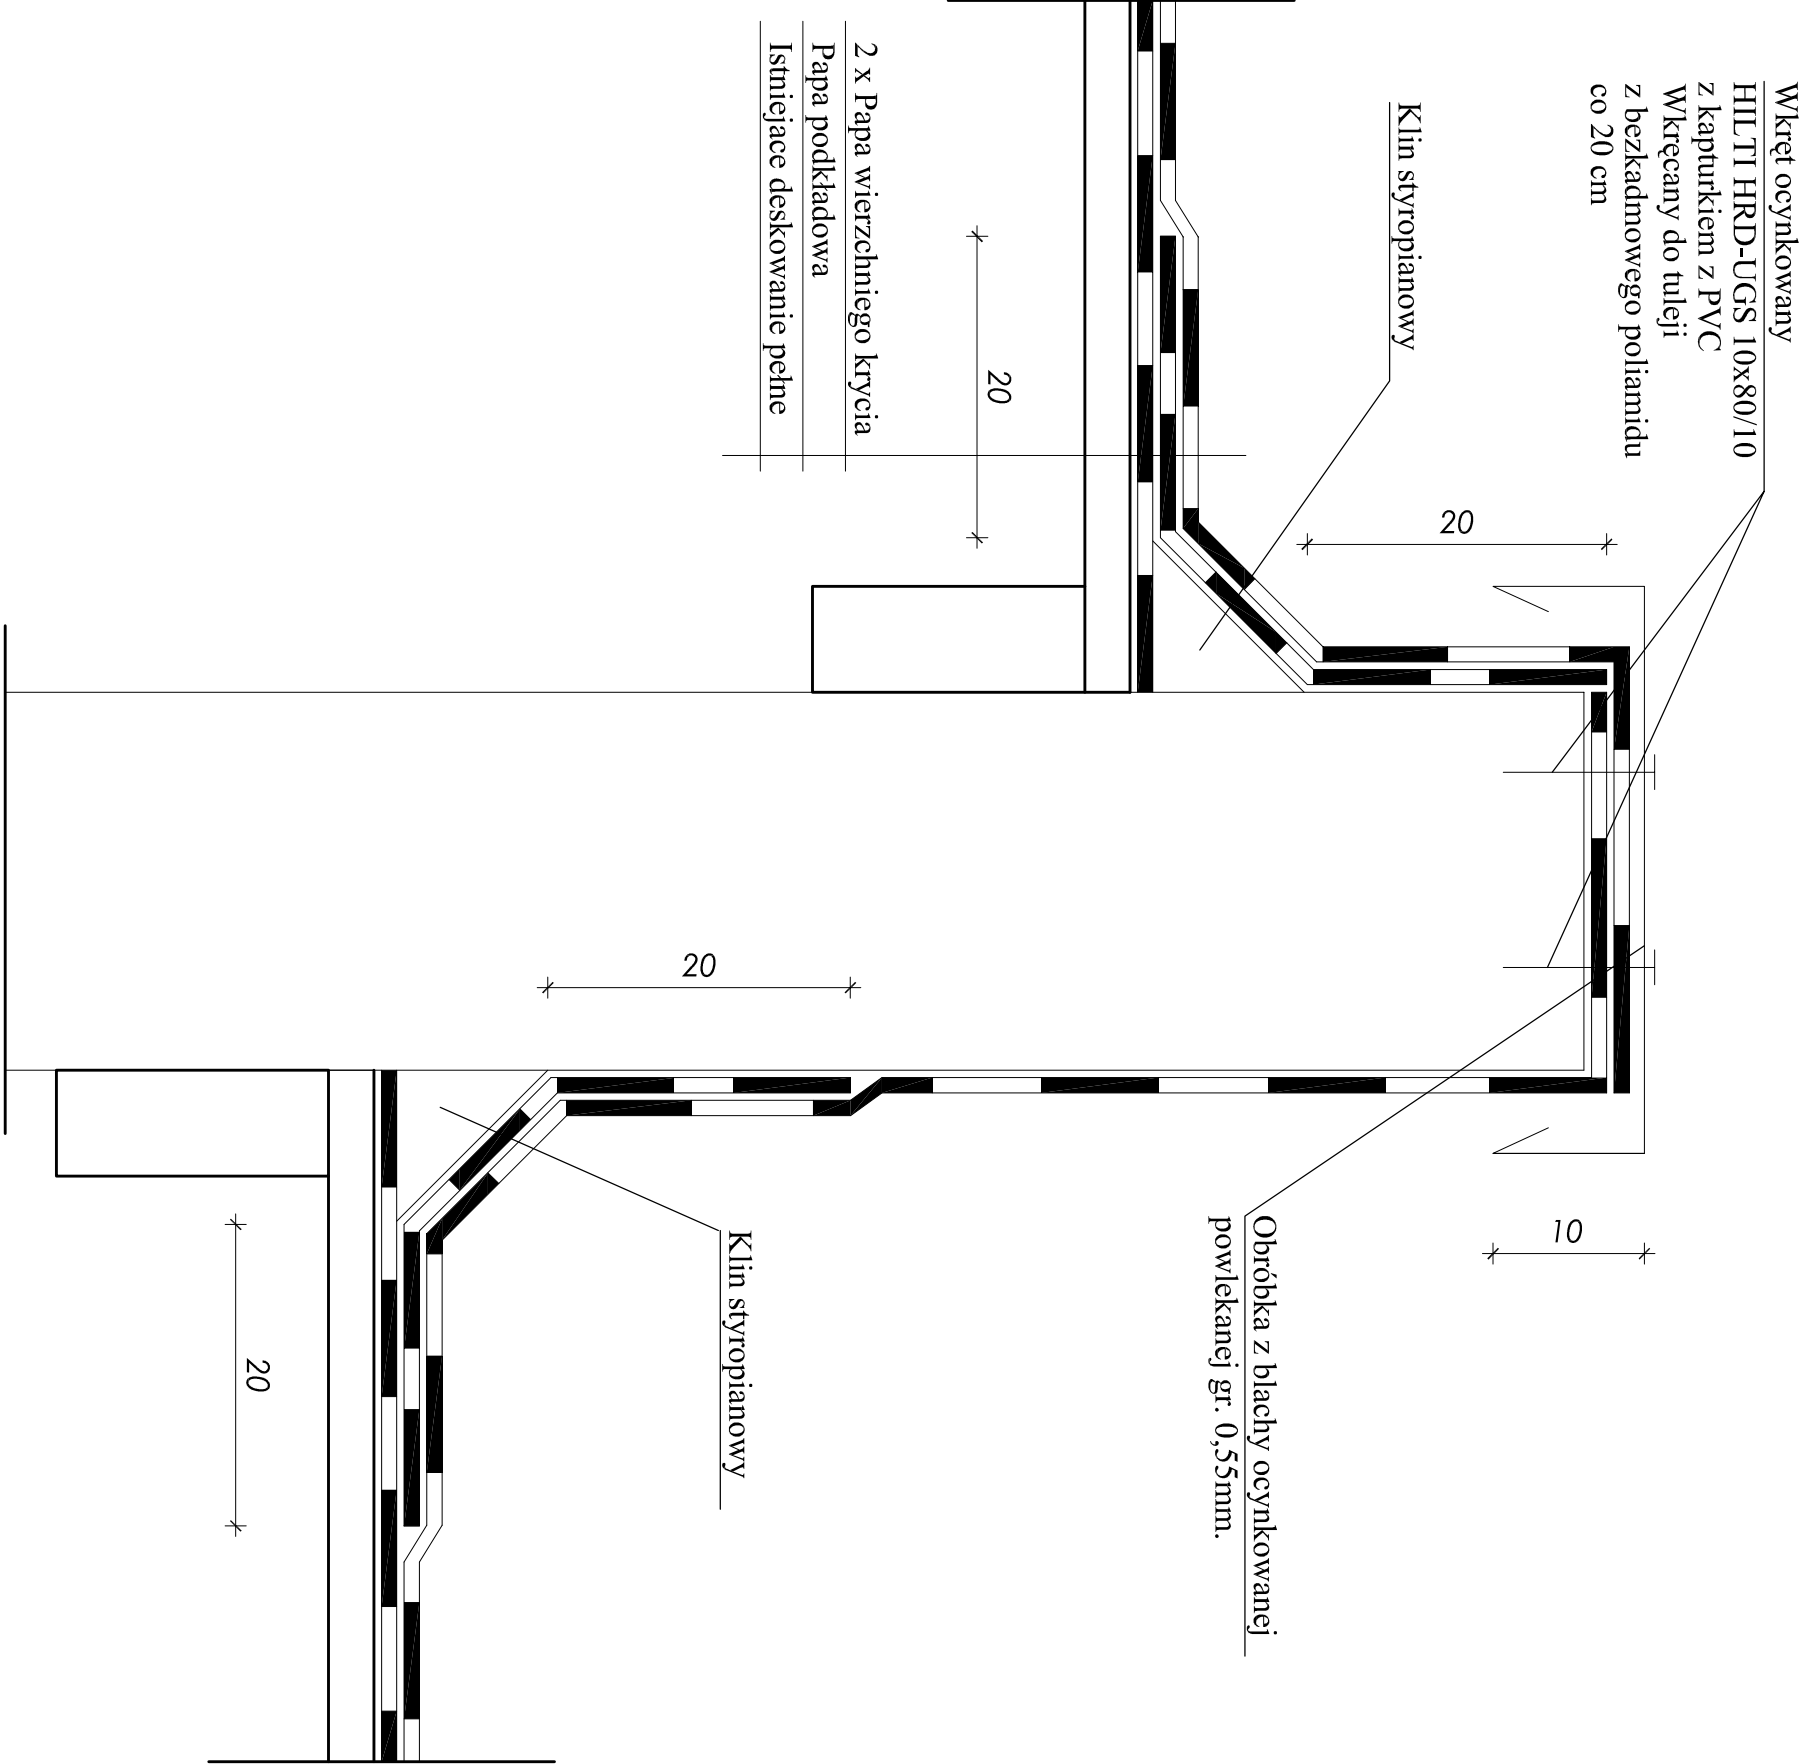 Wkręt ocynkowany
HILTI HRD-UGS 10x80/10
z kapturkiem z PVC
Wkręcany do tuleji
z bezkadmowego poliamidu
co 20 cm
Klin styropianowy
20
20
2 x Papa wierzchniego krycia
Papa podkładowa
Istniejace deskowanie pełne
10
Obróbka z blachy ocynkowanej
powlekanej gr. 0,55mm.
20
Klin styropianowy
20